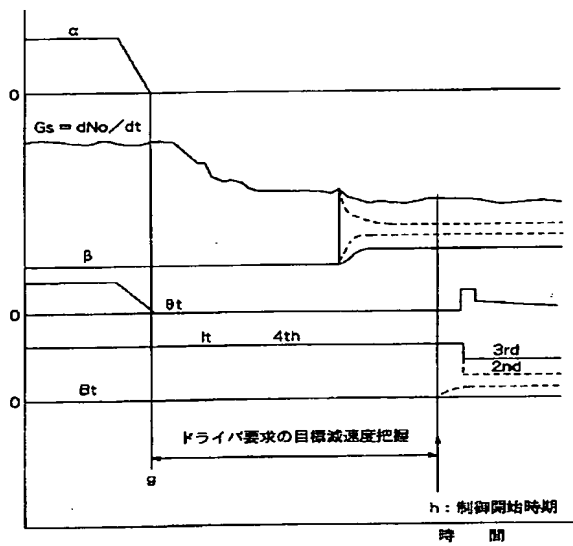 α
0
Gs = dNo/dt
β
θt
0
It 4th
3rd
2nd
Bt
0
ドライバ要求の目標減速度把握
g
h：制御開始時期
時 間